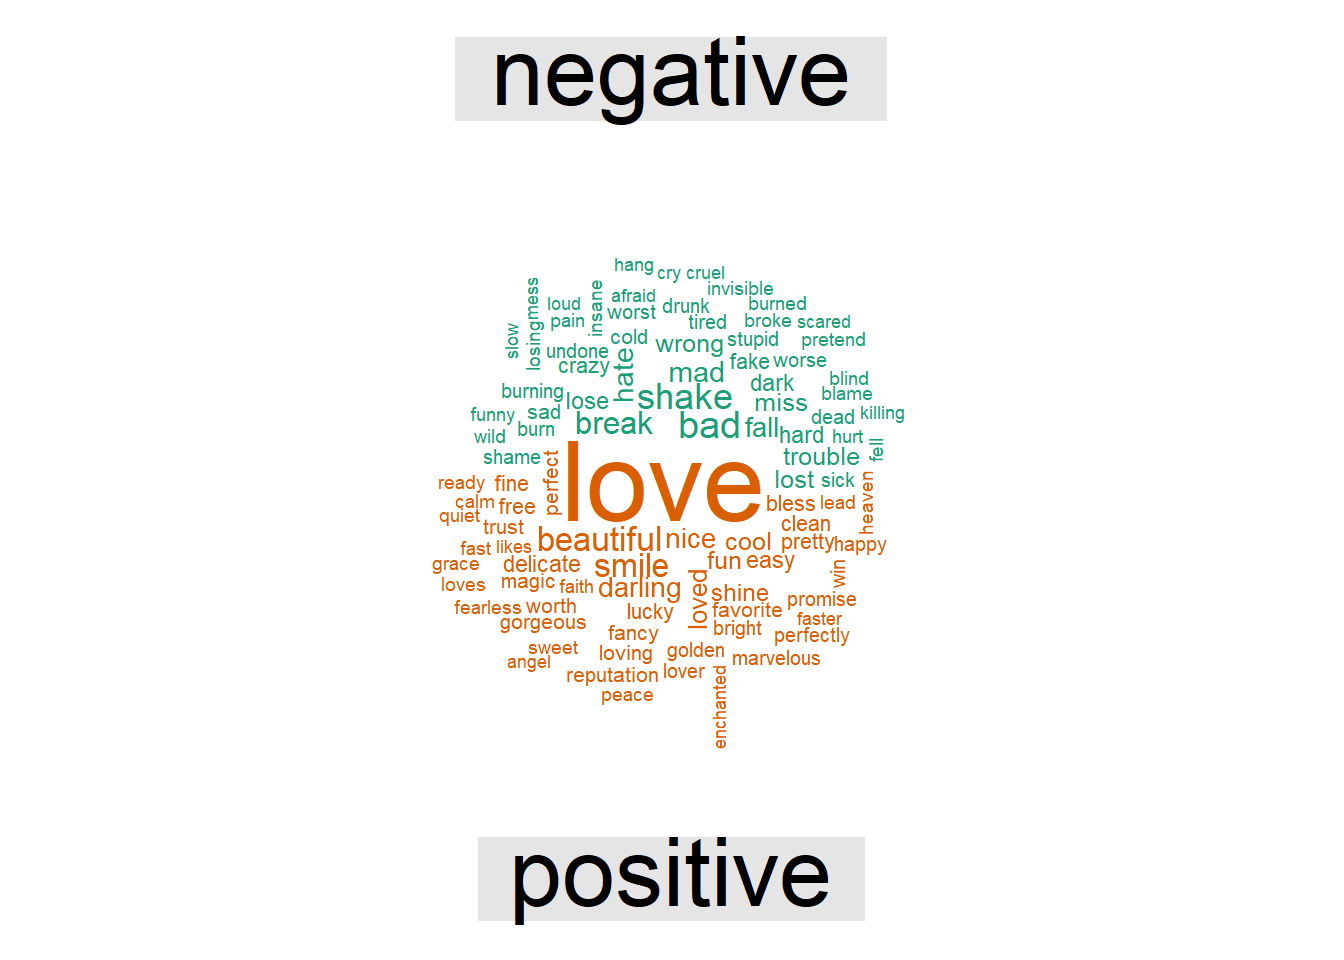 negative
hang
cry cruel
mess
insane
afraid
invisible
loud
worst
drunk
burned
pain
tired
broke
scared
slow
losing
undone
cold
wrong
stupid
pretend
crazy
hate
mad
fake
worse
burning
lose
shake
dark
blind
miss
blame
funny
sad
break
bad
fall
dead
killing
wild
burn
hard
hurt
fell
shame
trouble
lost
sick
love
perfect
ready
fine
calm
free
bless
lead
heaven
quiet
trust
clean
fast
likes
beautiful
nice
cool
pretty
happy
grace
delicate
smile
fun
easy
win
loves
magic
faith
darling
loved
shine
promise
fearless
worth
lucky
favorite
faster
gorgeous
fancy
bright
perfectly
sweet
loving
golden
marvelous
angel
reputation
lover
peace
enchanted
positive